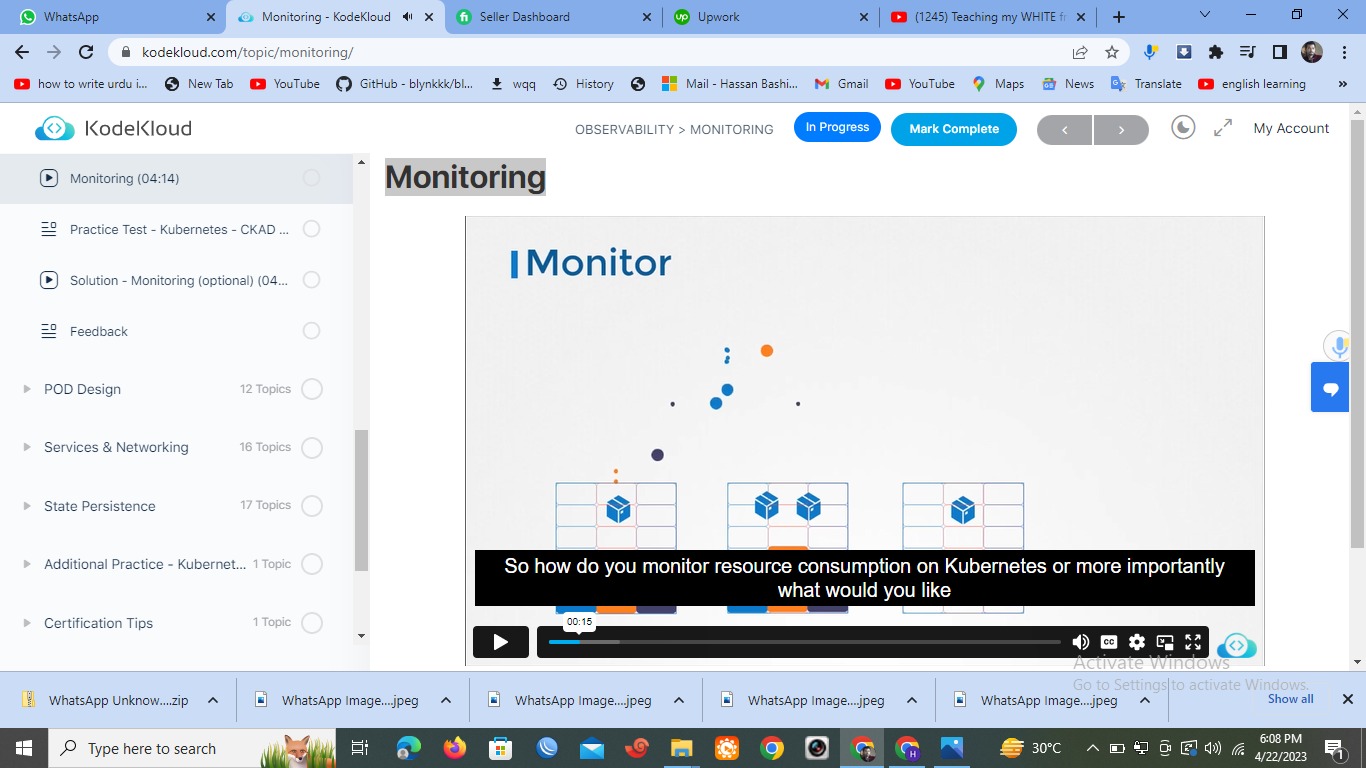 WhatsApp
Monitoring - KodeKloud
Seller Dashboard
Upwork
(1245) Teaching my WHITE fr
kodekloud.com/topic/monitoring/
how to write urdu i...
New Tab
YouTube
GitHub - blynkkk/bl...
wqq
History
Mail - Hassan Bashi...
Gmail
YouTube
Maps
News
Translate
english learning
»
KodeKloud
OBSERVABILITY > MONITORING
In Progress
Mark Complete
My Account
Monitoring (04:14)
Practice Test - Kubernetes - CKAD ...
Solution - Monitoring (optional) (04...
Feedback
POD Design 12 Topics
Services & Networking 16 Topics
State Persistence 17 Topics
Additional Practice - Kubernet... 1 Topic
Certification Tips 1 Topic
Monitoring
Monitor
So how do you monitor resource consumption on Kubernetes or more importantly
what would you like
00:15
CC
Activate Windows
Go to Settings to activate Windows.
WhatsApp Unknow....zip
WhatsApp Image....jpeg
WhatsApp Image....jpeg
WhatsApp Image....jpeg
WhatsApp Image....jpeg
Show all
Type here to search
30°C
6:08 PM
4/22/2023
1